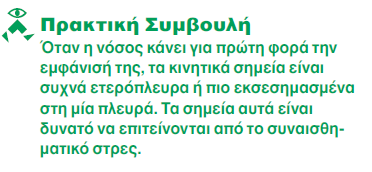 Πρακτική Συμβουλή
Όταν η νόσος κάνει για πρώτη φορά την
εμφάνισή της, τα κινητικά σημεία είναι
συχνά ετερόπλευρα ή πιο εκσεσημασμένα
στη μία πλευρά. Τα σημεία αυτά είναι
δυνατό να επιτείνονται από το συναισθη-
ματικό στρες.